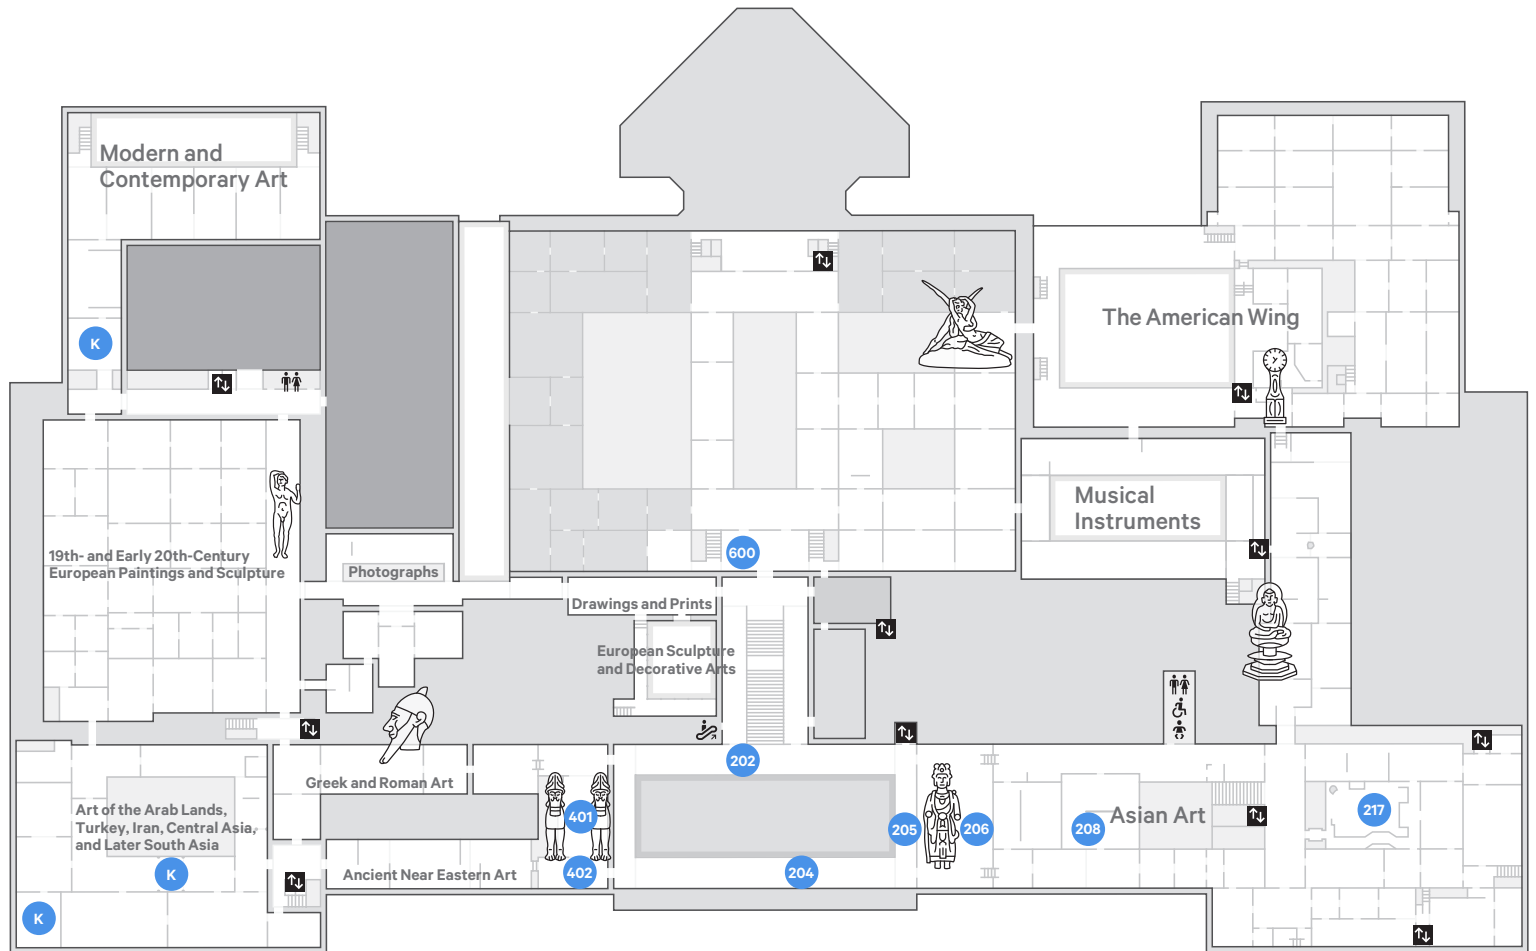 Modern and
Contemporary Art
The American Wing
K
Musical
Instruments
19th- and Early 20th-Century
European Paintings and Sculpture
Photographs
600
Drawings and Prints
European Sculpture
and Decorative Arts
202
Greek and Roman Art
Art of the Arab Lands,
Turkey, Iran, Central Asia,
and Later South Asia
401
205
206
208
Asian Art
217
K
Ancient Near Eastern Art
402
204
K